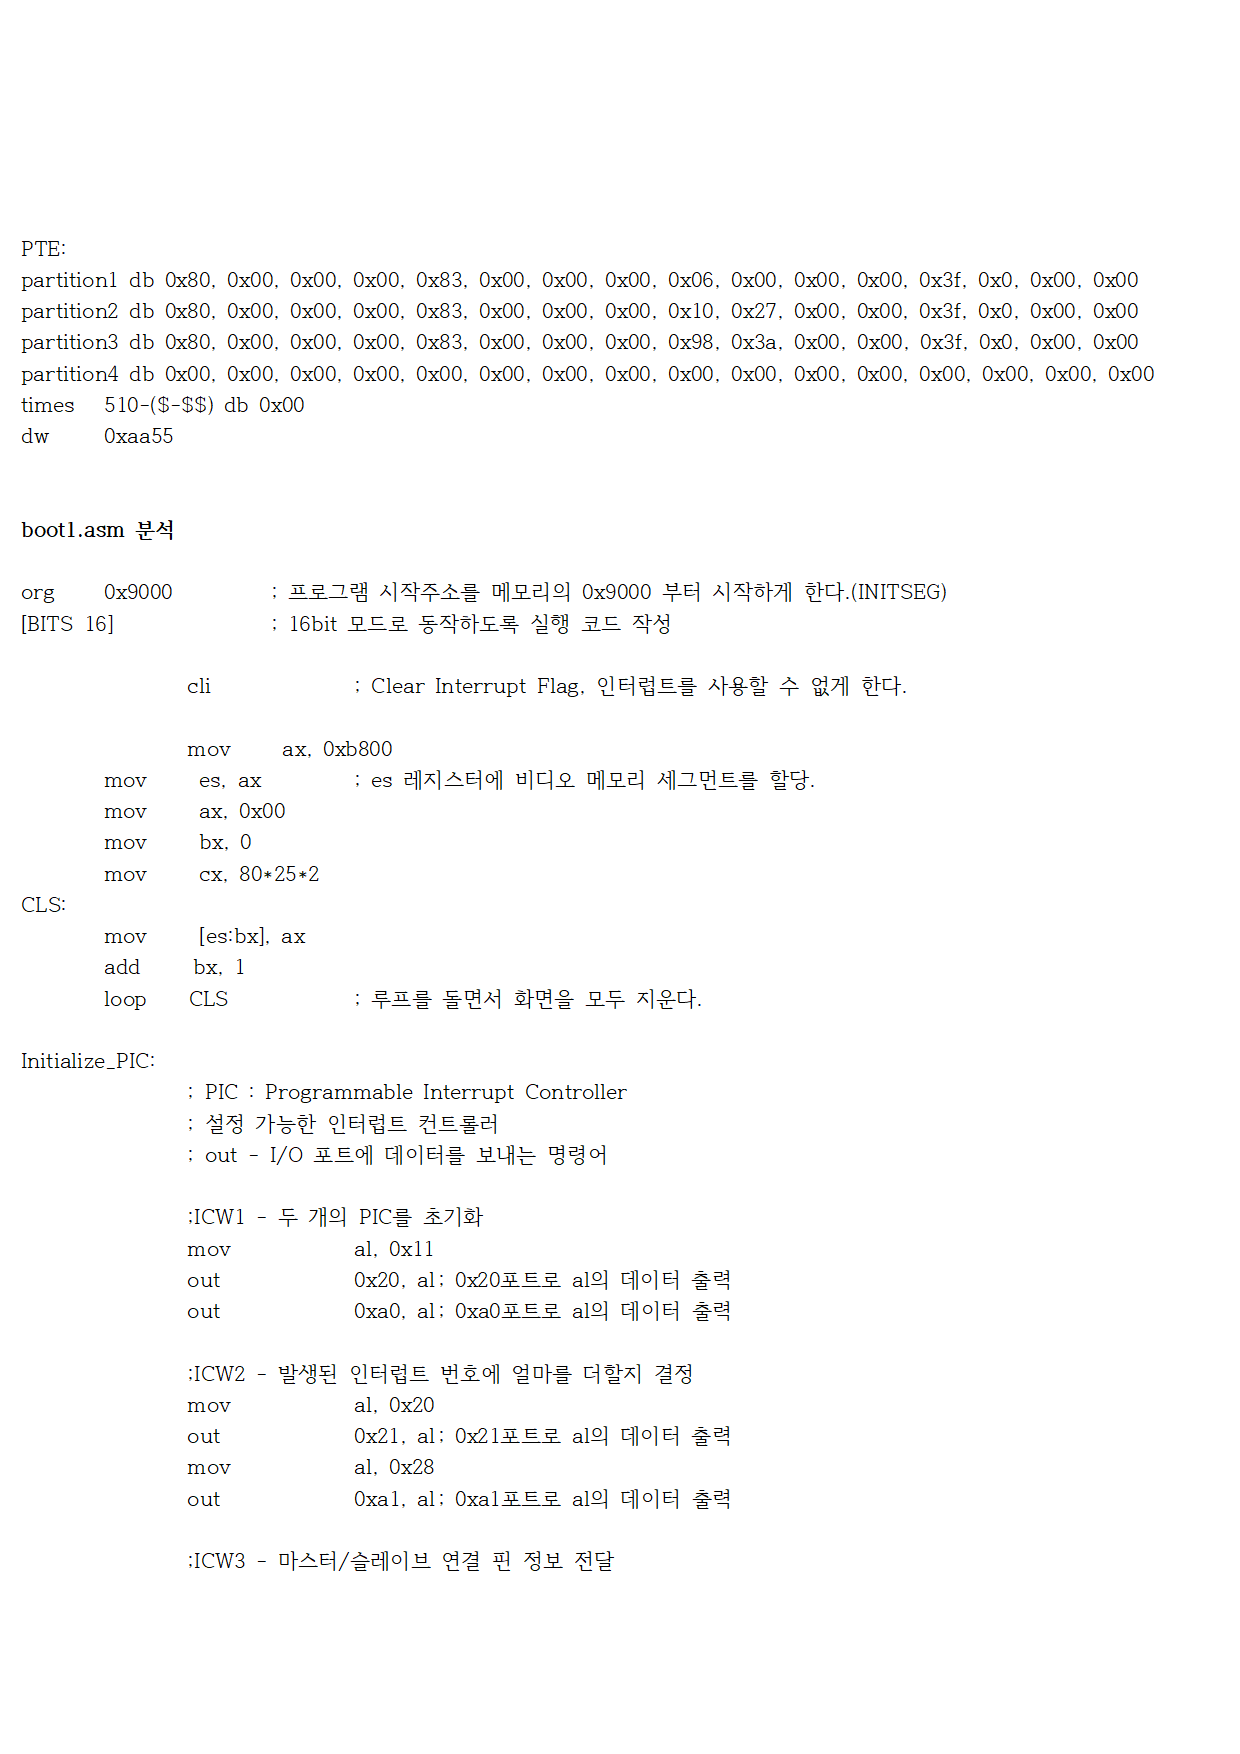 PTE:
partition1 db 0x80, 0x00, 0x00, 0x00, 0x83, 0x00, 0x00, 0x00, 0x06, 0x00, 0x00, 0x00, 0x3f, 0x0, 0x00, 0x00
partition2 db 0x80, 0x00, 0x00, 0x00, 0x83, 0x00, 0x00, 0x00, 0x10, 0x27, 0x00, 0x00, 0x3f, 0x0, 0x00, 0x00
partition3 db 0x80, 0x00, 0x00, 0x00, 0x83, 0x00, 0x00, 0x00, 0x98, 0x3a, 0x00, 0x00, 0x3f, 0x0, 0x00, 0x00
partition4 db 0x00, 0x00, 0x00, 0x00, 0x00, 0x00, 0x00, 0x00, 0x00, 0x00, 0x00, 0x00, 0x00, 0x00, 0x00, 0x00
times 510-($-$$) db 0x00
dw 0xaa55
boot1.asm 분석
org 0x9000 ; 프로그램 시작주소를 메모리의 0x9000 부터 시작하게 한다.(INITSEG)
[BITS 16] ; 16bit 모드로 동작하도록 실행 코드 작성
cli ; Clear Interrupt Flag, 인터럽트를 사용할 수 없게 한다.
mov ax, 0xb800
mov es, ax ; es 레지스터에 비디오 메모리 세그먼트를 할당.
mov ax, 0x00
mov bx, 0
mov cx, 80*25*2
CLS:
mov [es:bx], ax
add bx, 1
loop CLS ; 루프를 돌면서 화면을 모두 지운다.
Initialize_PIC:
; PIC : Programmable Interrupt Controller
; 설정 가능한 인터럽트 컨트롤러
; out - I/O 포트에 데이터를 보내는 명령어
;ICW1 - 두 개의 PIC를 초기화
mov al, 0x11
out 0x20, al; 0x20포트로 al의 데이터 출력
out 0xa0, al; 0xa0포트로 al의 데이터 출력
;ICW2 - 발생된 인터럽트 번호에 얼마를 더할지 결정
mov al, 0x20
out 0x21, al; 0x21포트로 al의 데이터 출력
mov al, 0x28
out 0xa1, al; 0xa1포트로 al의 데이터 출력
;ICW3 - 마스터/슬레이브 연결 핀 정보 전달